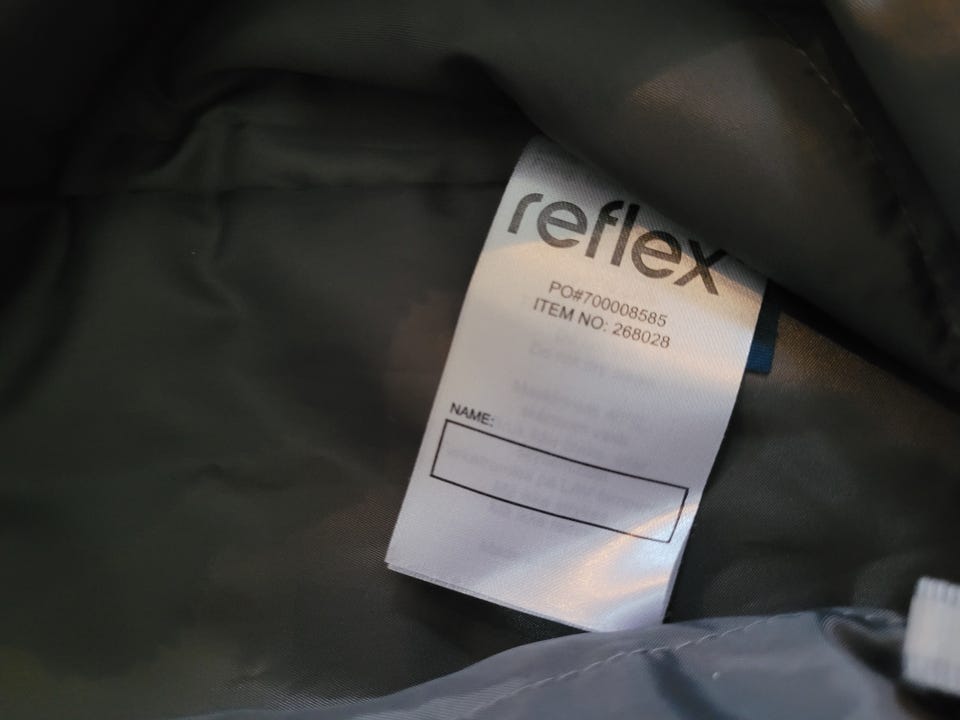 reflex
PO#700008585
ITEM NO: 268028
NAME: